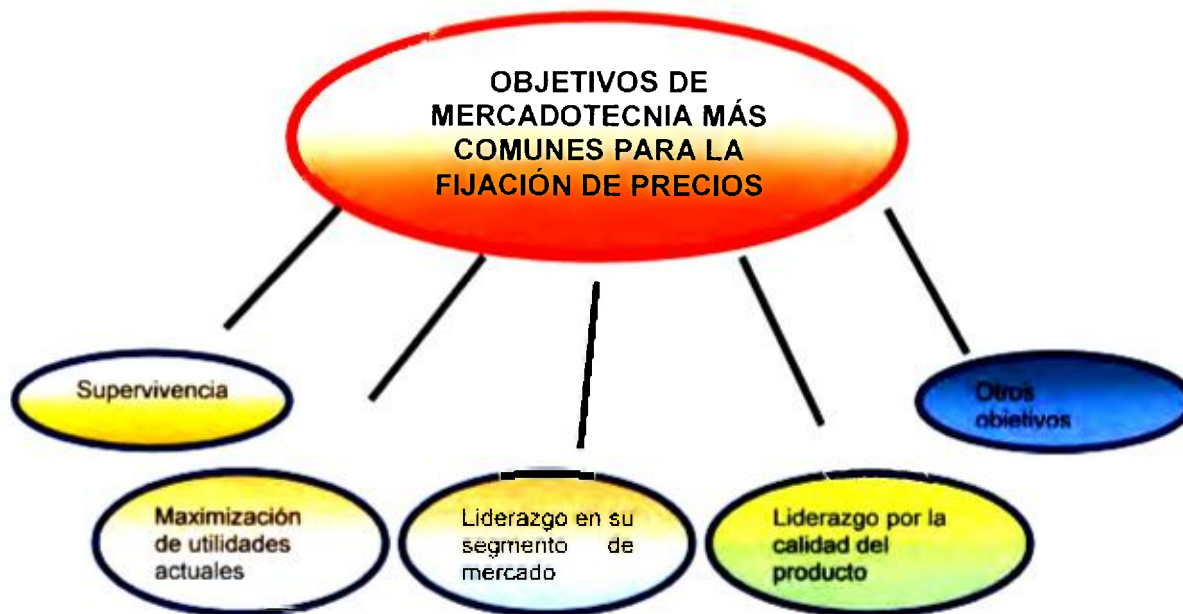 OBJETIVOS DE
MERCADOTECNIA MÁS
COMUNES PARA LA
FIJACIÓN DE PRECIOS
Supervivencia
Otros
objetivos
Maximización
de utilidades
actuales
Liderazgo en su
segmento de
mercado
Liderazgo por la
calidad del
producto